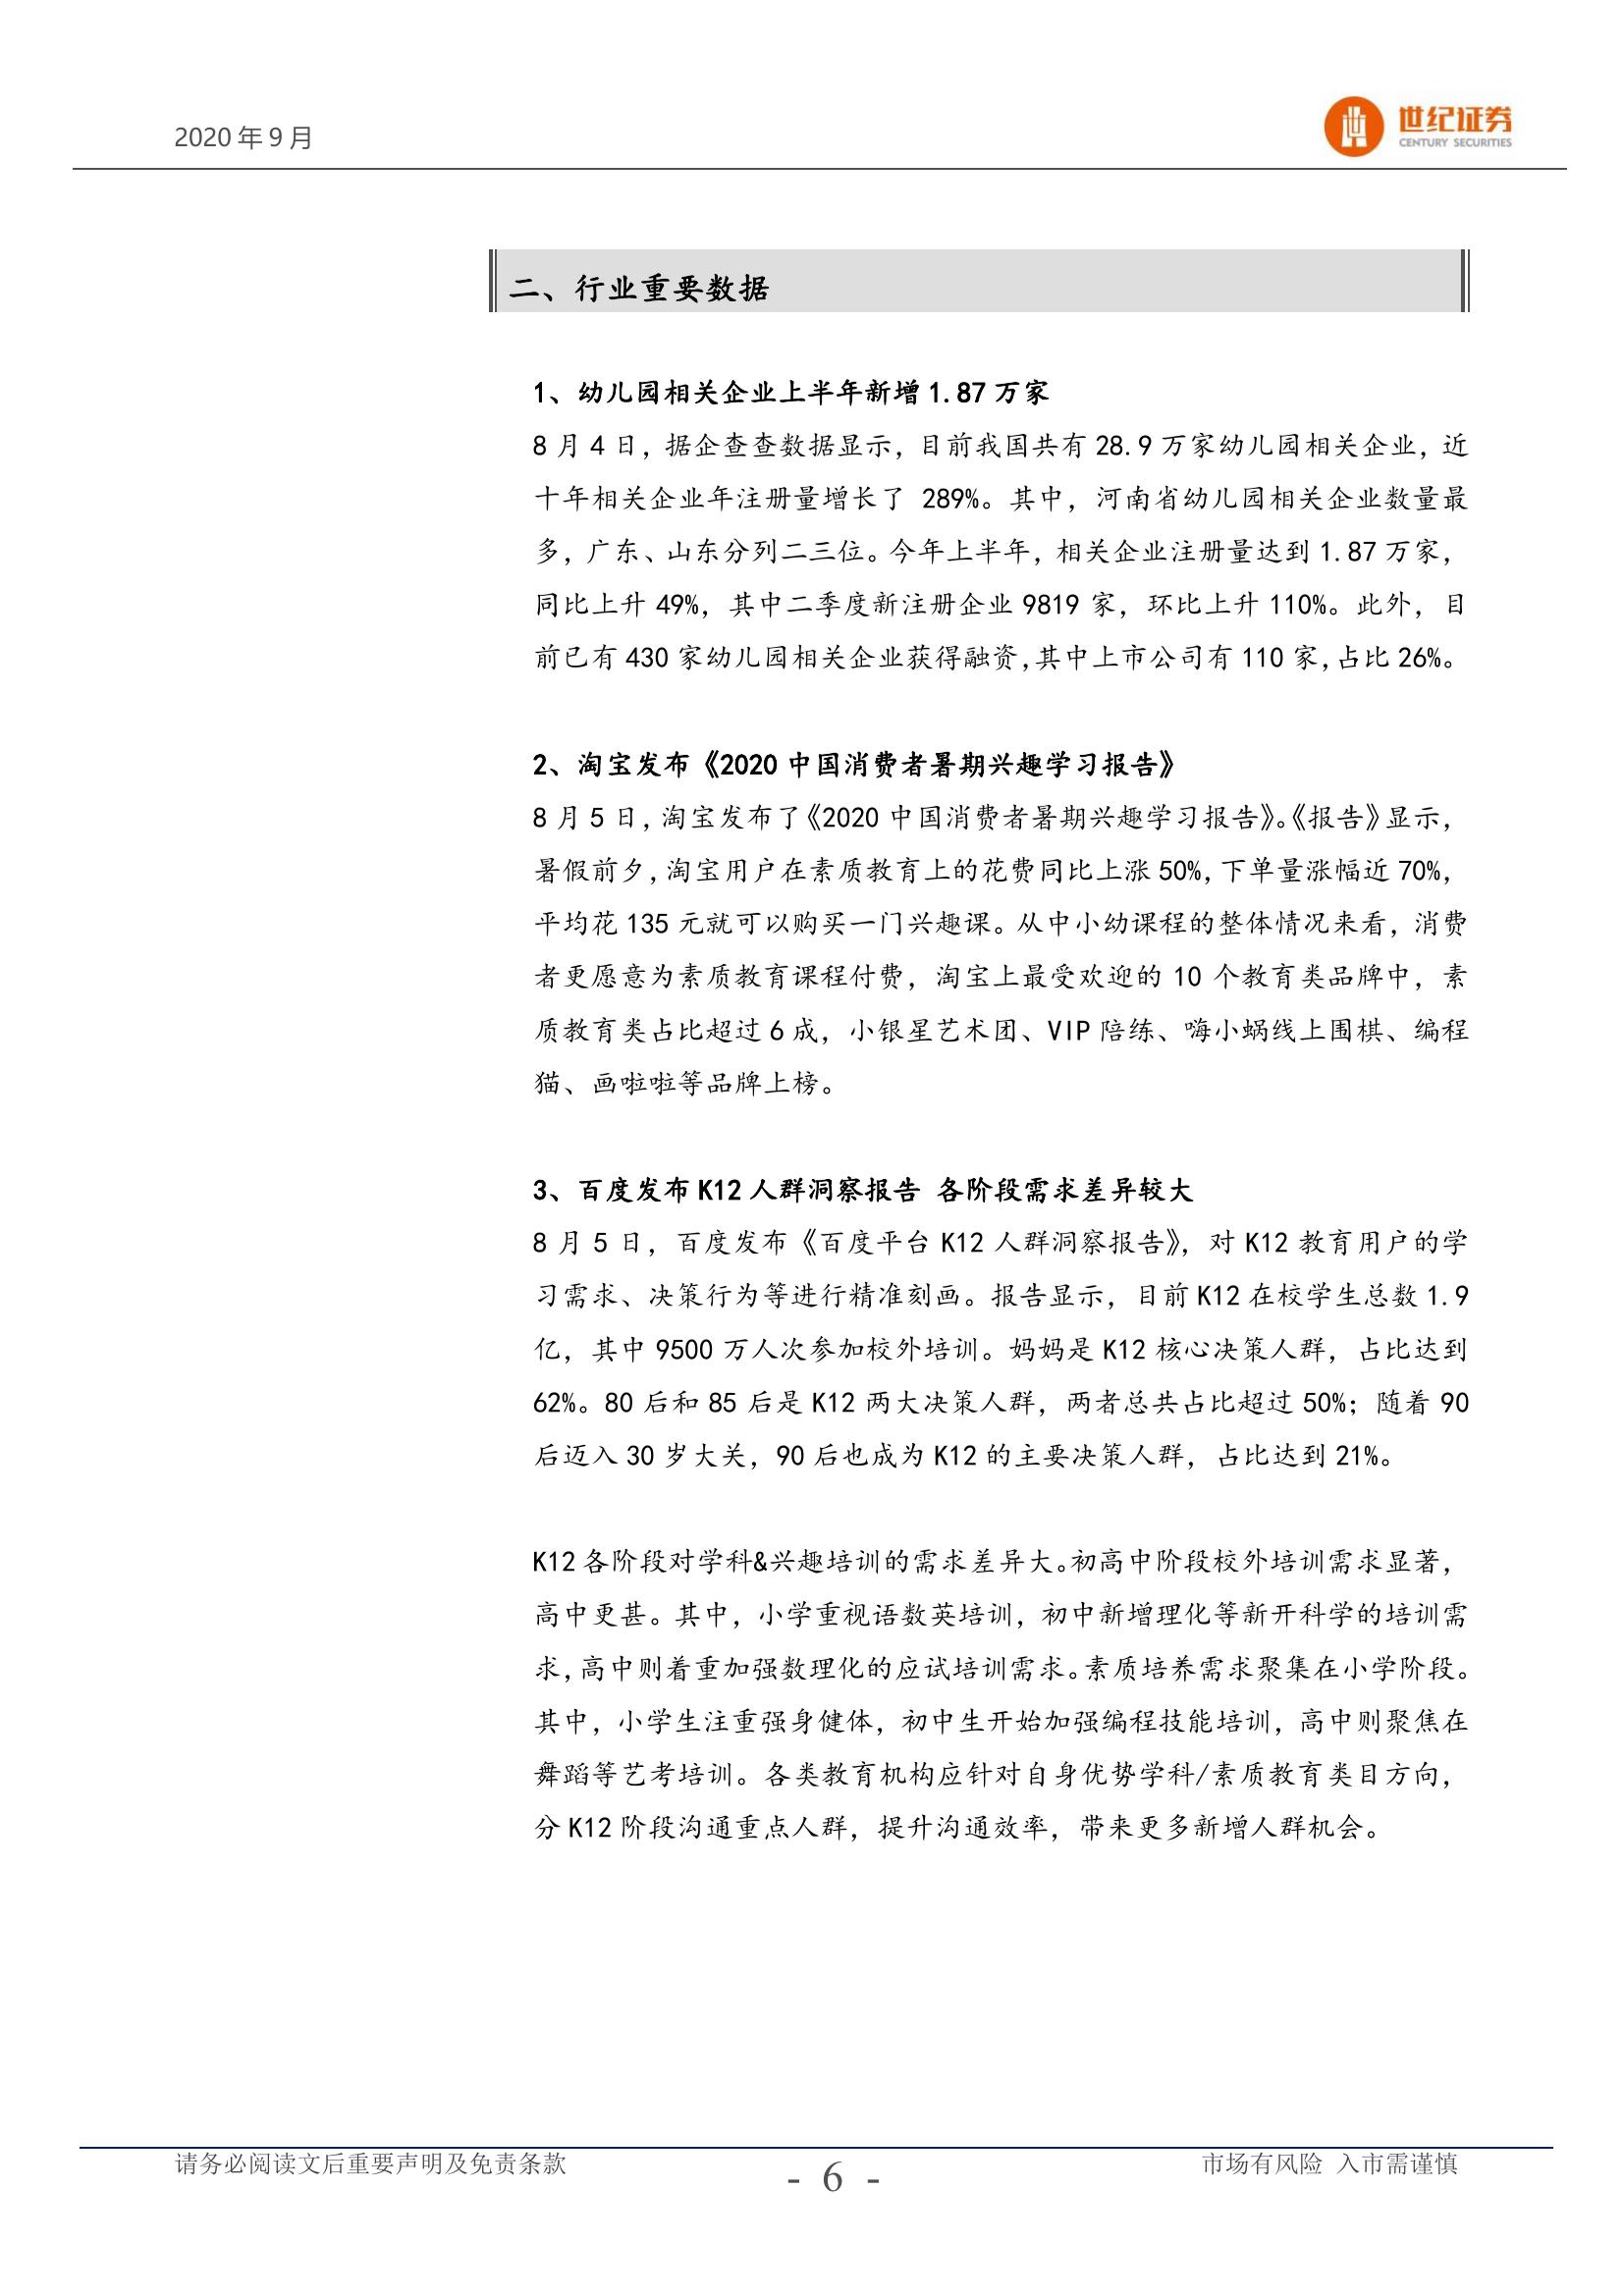 2020 年 9 月
世纪证券
CENTURY SECURITIES
二、行业重要数据
1、幼儿园相关企业上半年新增 1.87 万家
8 月 4 日，据企查查数据显示，目前我国共有 28.9 万家幼儿园相关企业，近
十年相关企业年注册量增长了 289%。其中，河南省幼儿园相关企业数量最
多，广东、山东分列二三位。今年上半年，相关企业注册量达到 1.87 万家，
同比上升 49%，其中二季度新注册企业 9819 家，环比上升 110%。此外，目
前已有 430 家幼儿园相关企业获得融资，其中上市公司有 110 家，占比 26%。
2、淘宝发布《2020 中国消费者暑期兴趣学习报告》
8 月 5 日，淘宝发布了《2020 中国消费者暑期兴趣学习报告》。《报告》显示，
暑假前夕，淘宝用户在素质教育上的花费同比上涨 50%，下单量涨幅近 70%，
平均花 135 元就可以购买一门兴趣课。从中小幼课程的整体情况来看，消费
者更愿意为素质教育课程付费，淘宝上最受欢迎的 10 个教育类品牌中，素
质教育类占比超过 6 成，小银星艺术团、VIP 陪练、嗨小蜗线上围棋、编程
猫、画啦啦等品牌上榜。
3、百度发布 K12 人群洞察报告 各阶段需求差异较大
8 月 5 日，百度发布《百度平台 K12 人群洞察报告》，对 K12 教育用户的学
习需求、决策行为等进行精准刻画。报告显示，目前 K12 在校学生总数 1.9
亿，其中 9500 万人次参加校外培训。妈妈是 K12 核心决策人群，占比达到
62%。80 后和 85 后是 K12 两大决策人群，两者总共占比超过 50%；随着 90
后迈入 30 岁大关，90 后也成为 K12 的主要决策人群，占比达到 21%。
K12 各阶段对学科&兴趣培训的需求差异大。初高中阶段校外培训需求显著，
高中更甚。其中，小学重视语数英培训，初中新增理化等新开科学的培训需
求，高中则着重加强数理化的应试培训需求。素质培养需求聚集在小学阶段。
其中，小学生注重强身健体，初中生开始加强编程技能培训，高中则聚焦在
舞蹈等艺考培训。各类教育机构应针对自身优势学科/素质教育类目方向，
分 K12 阶段沟通重点人群，提升沟通效率，带来更多新增人群机会。
请务必阅读文后重要声明及免责条款
- 6 -
市场有风险 入市需谨慎